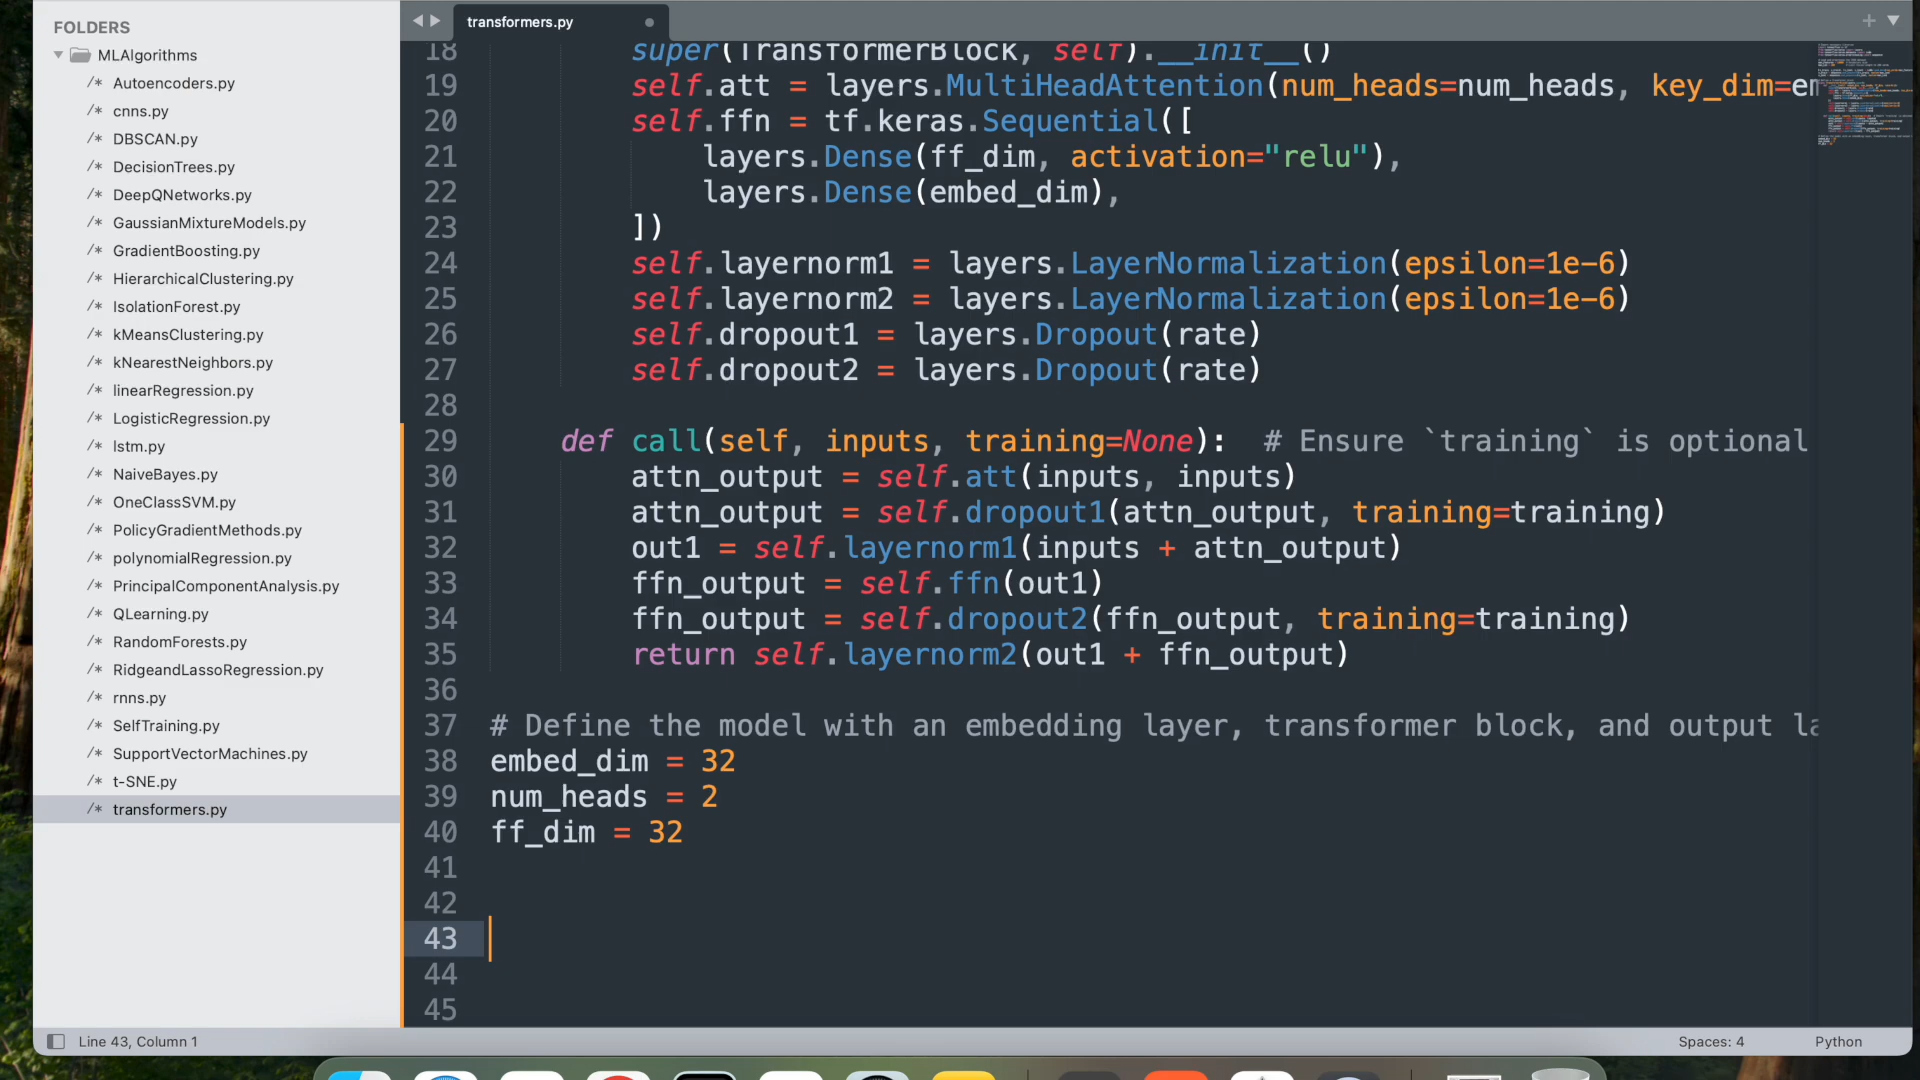 FOLDERS
MLAlgorithms
/* Autoencoders.py
/* cnns.py
/* DBSCAN.py
/* DecisionTrees.py
/* DeepQNetworks.py
/* GaussianMixtureModels.py
/* GradientBoosting.py
/* HierarchicalClustering.py
/* IsolationForest.py
/* kMeansClustering.py
/* kNearestNeighbors.py
/* linearRegression.py
/* LogisticRegression.py
/* lstm.py
/* NaiveBayes.py
/* OneClassSVM.py
/* PolicyGradientMethods.py
/* polynomialRegression.py
/* PrincipalComponentAnalysis.py
/* QLearning.py
/* RandomForests.py
/* RidgeandLassoRegression.py
/* rnns.py
/* SelfTraining.py
/* SupportVectorMachines.py
/* t-SNE.py
/* transformers.py
transformers.py
18 super(TransformerBlock, self).__init__()
19 self.att = layers.MultiHeadAttention(num_heads=num_heads, key_dim=em
20 self.ffn = tf.keras.Sequential([
21 layers.Dense(ff_dim, activation="relu"),
22 layers.Dense(embed_dim),
23 ])
24 self.layernorm1 = layers.LayerNormalization(epsilon=1e-6)
25 self.layernorm2 = layers.LayerNormalization(epsilon=1e-6)
26 self.dropout1 = layers.Dropout(rate)
27 self.dropout2 = layers.Dropout(rate)
28
29 def call(self, inputs, training=None): # Ensure `training` is optional
30 attn_output = self.att(inputs, inputs)
31 attn_output = self.dropout1(attn_output, training=training)
32 out1 = self.layernorm1(inputs + attn_output)
33 ffn_output = self.ffn(out1)
34 ffn_output = self.dropout2(ffn_output, training=training)
35 return self.layernorm2(out1 + ffn_output)
36
37 # Define the model with an embedding layer, transformer block, and output la
38 embed_dim = 32
39 num_heads = 2
40 ff_dim = 32
41
42
43
44
45
Line 43, Column 1
Spaces: 4
Python